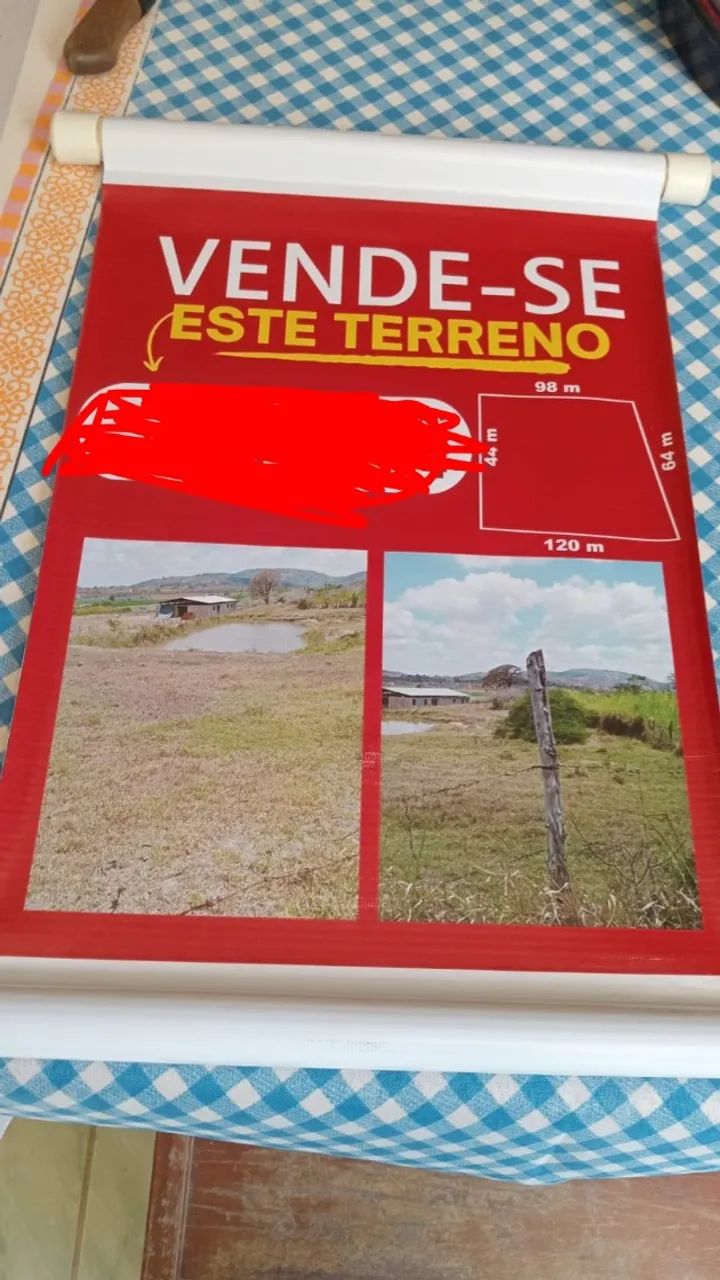 VENDE-SE
ESTE TERRENO
98 m
44 m
64 m
120 m